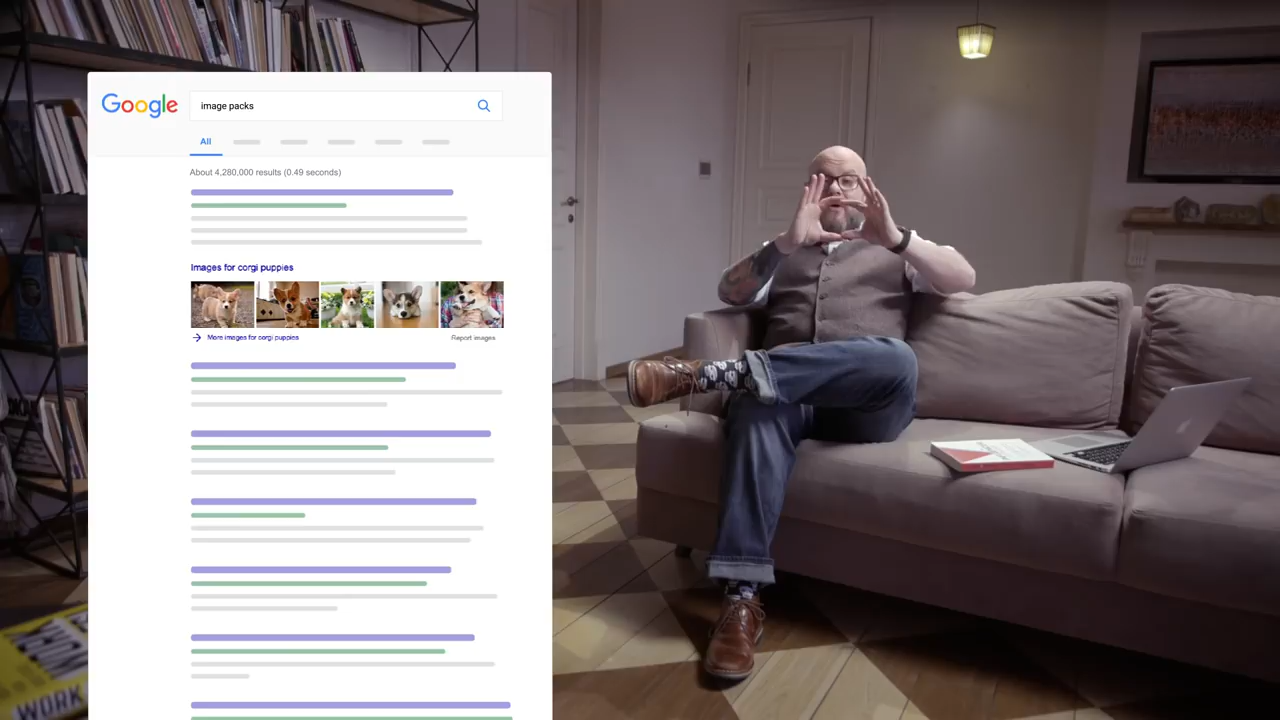 Google
image packs
All
About 4,280,000 results (0.49 seconds)
Images for corgi puppies
More images for corgi puppies
Report images
WORK